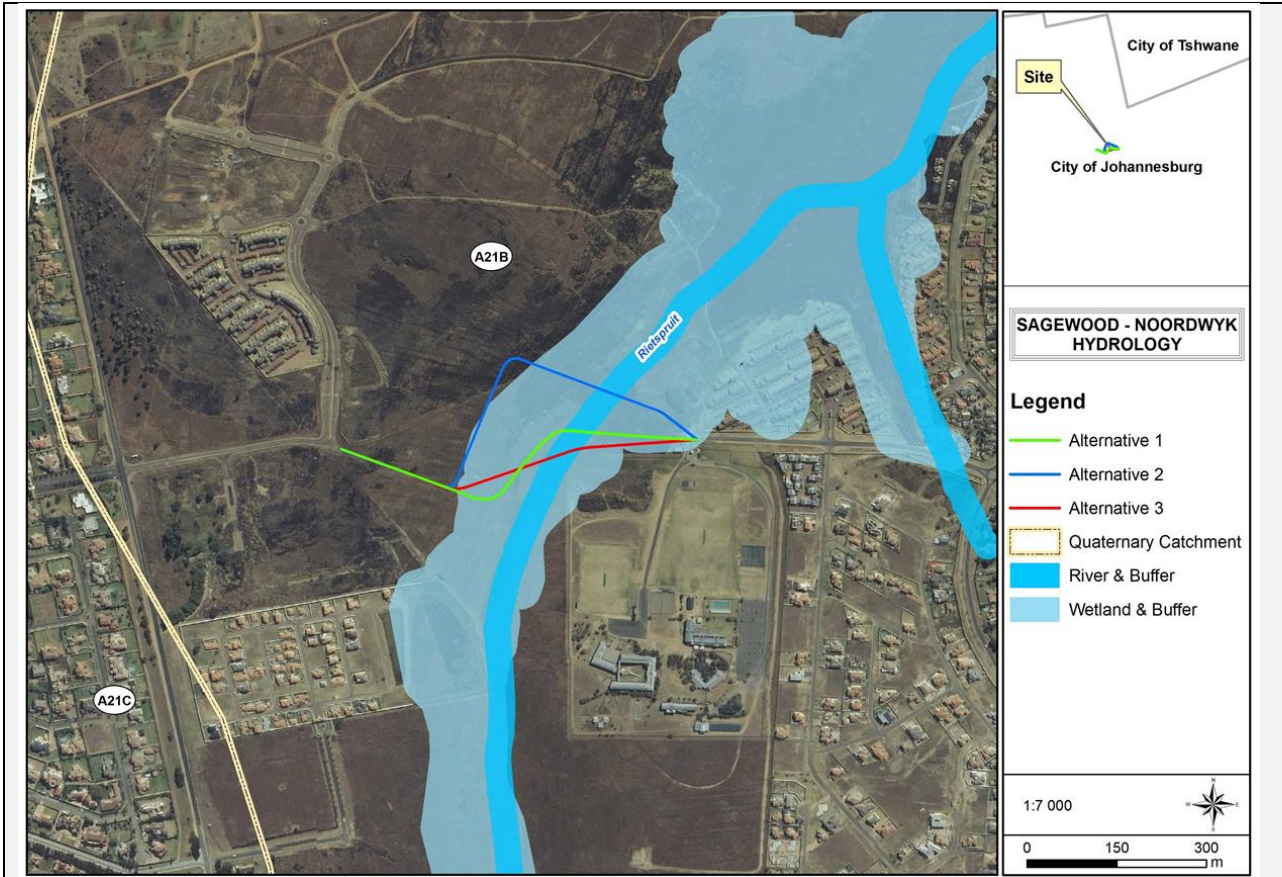 A21B
Rietspruit
A21C
City of Tshwane
Site
City of Johannesburg
SAGEWOOD - NOORDWYK
HYDROLOGY
Legend
Alternative 1
Alternative 2
Alternative 3
Quaternary Catchment
River & Buffer
Wetland & Buffer
1:7 000
N
W
E
S
0 150 300
m